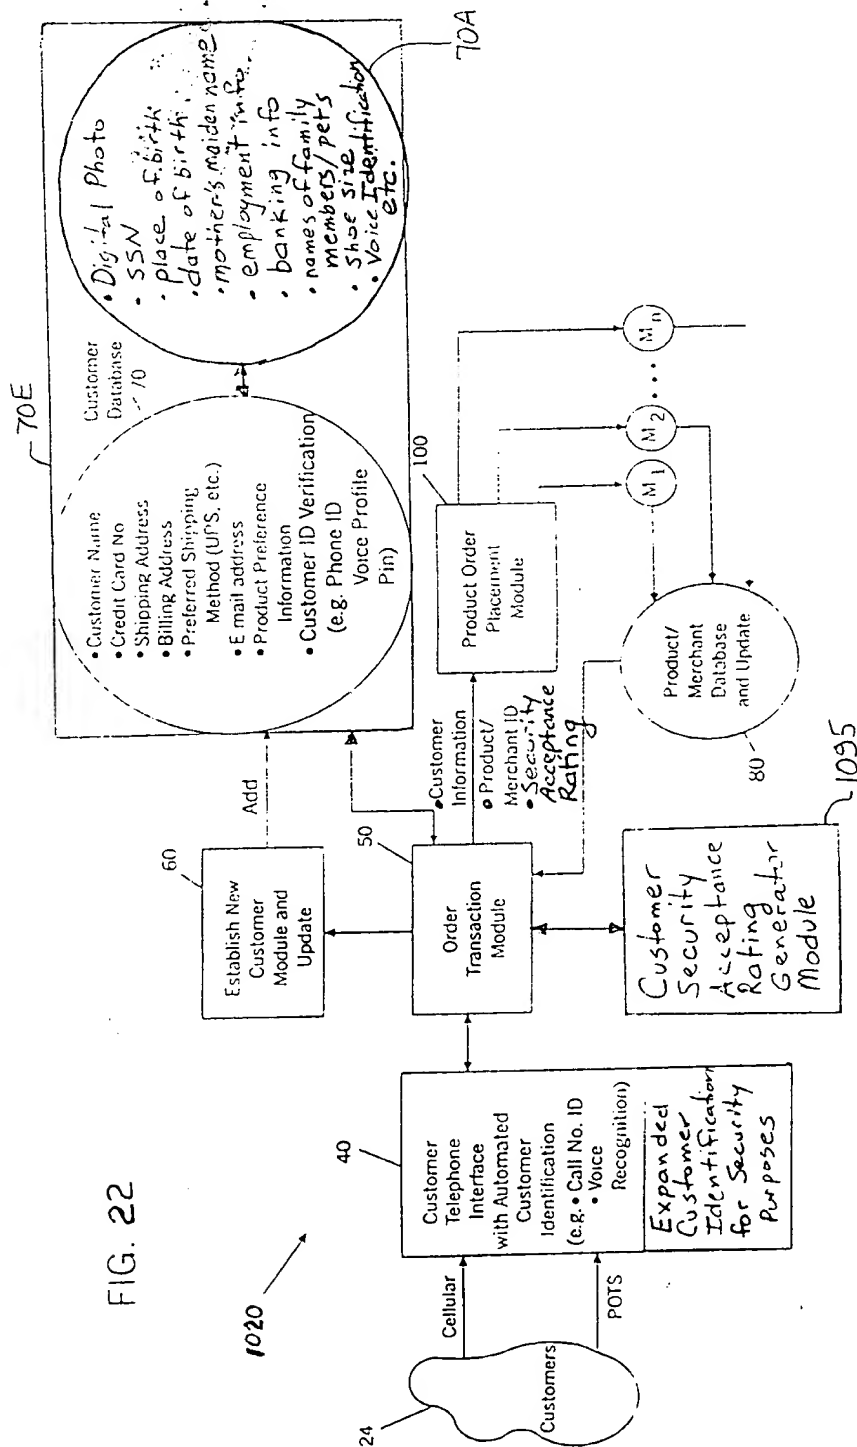 FIG. 22
1020
24
Customers
Cellular
POTS
40
Customer
Telephone
Interface
with Automated
Customer
Identification
(e.g. • Call No. ID
• Voice
Recognition)
Expanded
Customer
Identification
for Security
Purposes
60
Establish New
Customer
Module and
Update
Add
50
Order
Transaction
Module
Customer
Security
Acceptance
Rating
Generator
Module
1095
• Customer
Information
• Product/
Merchant ID
• Security
Acceptance
Rating
100
Product Order
Placement
Module
M1
M2
• • •
Mn
80
Product/
Merchant
Database
and Update
70E
Customer
Database
70
• Customer Name
• Credit Card No
• Shipping Address
• Billing Address
• Preferred Shipping
Method (UPS, etc.)
• E mail address
• Product Preference
Information
• Customer ID Verification
(e.g. Phone ID
Voice Profile
Pin)
70A
• Digital Photo
• SSN
• place of birth
• date of birth
• mother's maiden name
• employment info
• banking info
• names of family
members/pets
• Shoe size
• Voice Identification
etc.